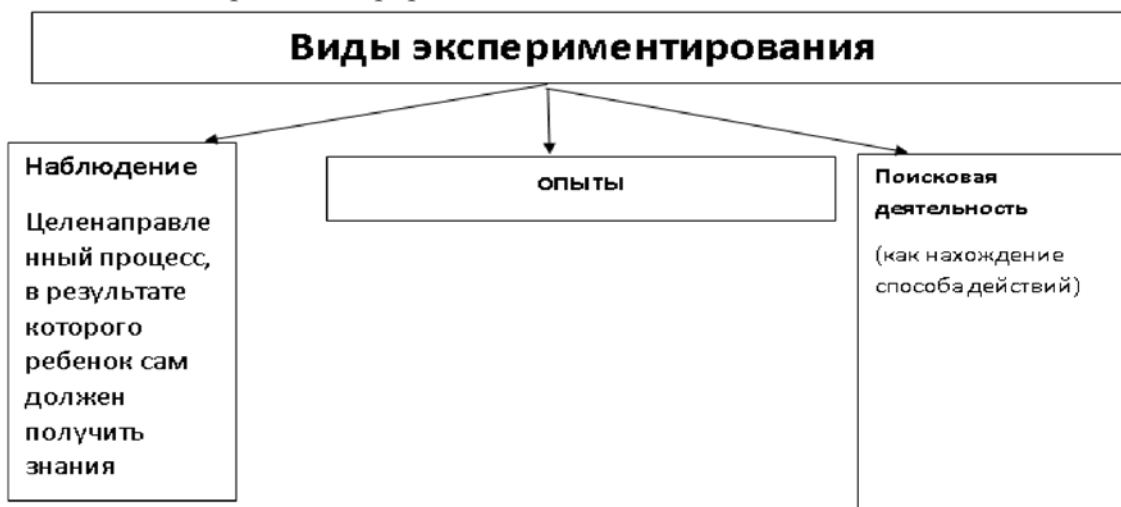 Виды экспериментирования
Наблюдение
Целенаправле
нный процесс,
в результате
которого
ребенок сам
должен
получить
знания
опыты
Поисковая
деятельность
(как нахождение
способа действий)